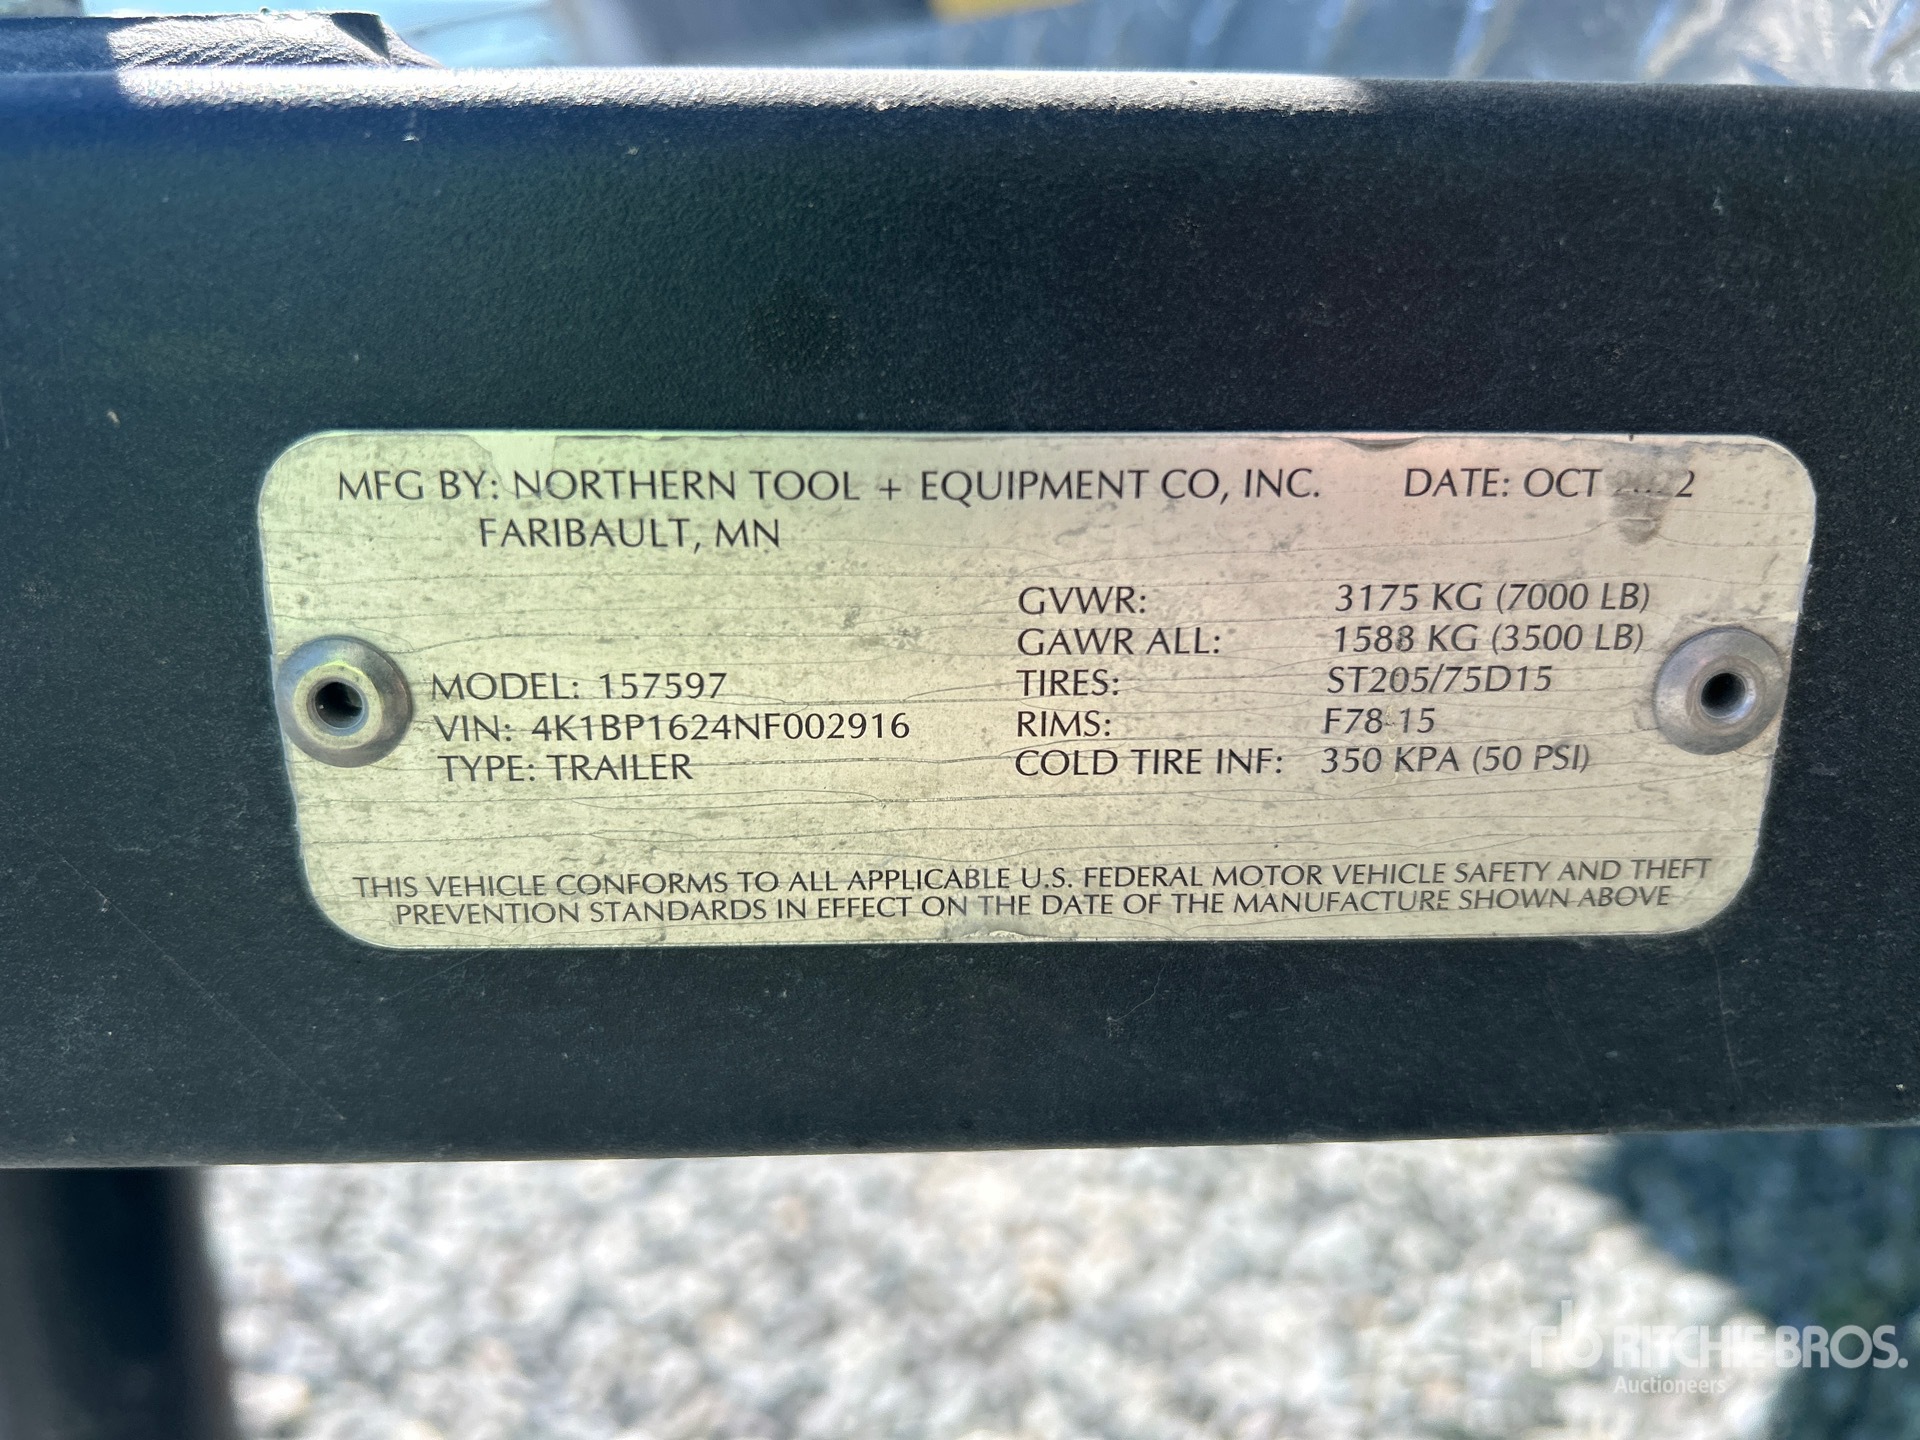 MFG BY: NORTHERN TOOL + EQUIPMENT CO, INC. DATE: OCT 2022
FARIBAULT, MN
GVWR: 3175 KG (7000 LB)
GAWR ALL: 1588 KG (3500 LB)
MODEL: 157597 TIRES: ST205/75D15
VIN: 4K1BP1624NF002916 RIMS: F78-15
TYPE: TRAILER COLD TIRE INF: 350 KPA (50 PSI)
THIS VEHICLE CONFORMS TO ALL APPLICABLE U.S. FEDERAL MOTOR VEHICLE SAFETY AND THEFT
PREVENTION STANDARDS IN EFFECT ON THE DATE OF THE MANUFACTURE SHOWN ABOVE
rb RITCHIE BROS.
Auctioneers